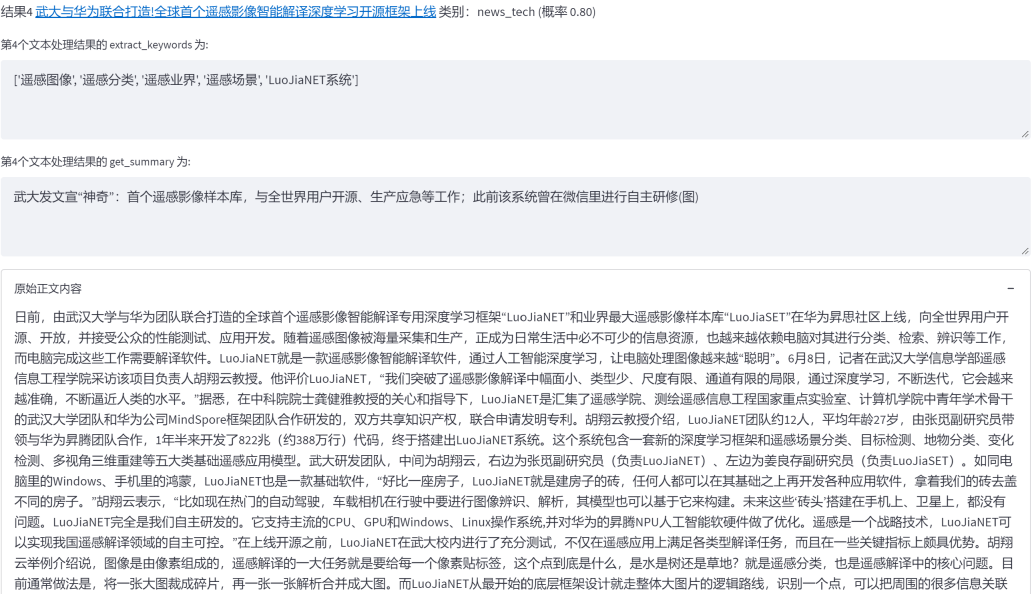 结果4 武大与华为联合打造!全球首个遥感影像智能解译深度学习开源框架上线 类别：news_tech (概率 0.80)
第4个文本处理结果的 extract_keywords 为:
['遥感图像', '遥感分类', '遥感业界', '遥感场景', 'LuoJiaNET系统']
第4个文本处理结果的 get_summary 为:
武大发文宣“神奇”：首个遥感影像样本库，与全世界用户开源、生产应急等工作；此前该系统曾在微信里进行自主研修(图)
原始正文内容
日前，由武汉大学与华为团队联合打造的全球首个遥感影像智能解译专用深度学习框架“LuoJiaNET”和业界最大遥感影像样本库“LuoJiaSET”在华为昇思社区上线，向全世界用户开
源、开放，并接受公众的性能测试、应用开发。随着遥感图像被海量采集和生产，正成为日常生活中必不可少的信息资源，也越来越依赖电脑对其进行分类、检索、辨识等工作，
而电脑完成这些工作需要解译软件。LuoJiaNET就是一款遥感影像智能解译软件，通过人工智能深度学习，让电脑处理图像越来越“聪明”。6月8日，记者在武汉大学信息学部遥感
信息工程学院采访该项目负责人胡翔云教授。他评价LuoJiaNET，“我们突破了遥感影像解译中幅面小、类型少、尺度有限、通道有限的局限，通过深度学习，不断迭代，它会越来
越准确，不断逼近人类的水平。”据悉，在中科院院士龚健雅教授的关心和指导下，LuoJiaNET是汇集了遥感学院、测绘遥感信息工程国家重点实验室、计算机学院中青年学术骨干
的武汉大学团队和华为公司MindSpore框架团队合作研发的，双方共享知识产权，联合申请发明专利。胡翔云教授介绍，LuoJiaNET团队约12人，平均年龄27岁，由张觅副研究员带
领与华为昇腾团队合作，1年半来开发了822兆（约388万行）代码，终于搭建出LuoJiaNET系统。这个系统包含一套新的深度学习框架和遥感场景分类、目标检测、地物分类、变化
检测、多视角三维重建等五大类基础遥感应用模型。武大研发团队，中间为胡翔云，右边为张觅副研究员（负责LuoJiaNET）、左边为姜良存副研究员（负责LuoJiaSET）。如同电
脑里的Windows、手机里的鸿蒙，LuoJiaNET也是一款基础软件，“好比一座房子，LuoJiaNET就是建房子的砖，任何人都可以在其基础之上再开发各种应用软件，拿着我们的砖去盖
不同的房子。”胡翔云表示，“比如现在热门的自动驾驶，车载相机在行驶中要进行图像辨识、解析，其模型也可以基于它来构建。未来这些‘砖头’搭建在手机上、卫星上，都没有
问题。LuoJiaNET完全是我们自主研发的。它支持主流的CPU、GPU和Windows、Linux操作系统,并对华为的昇腾NPU人工智能软硬件做了优化。遥感是一个战略技术，LuoJiaNET可
以实现我国遥感解译领域的自主可控。”在上线开源之前，LuoJiaNET在武大校内进行了充分测试，不仅在遥感应用上满足各类型解译任务，而且在一些关键指标上颇具优势。胡翔
云举例介绍说，图像是由像素组成的，遥感解译的一大任务就是要给每一个像素贴标签，这个点到底是什么，是水是树还是草地？就是遥感分类，也是遥感解译中的核心问题。目
前通常做法是，将一张大图裁成碎片，再一张一张解析合并成大图。而LuoJiaNET从最开始的底层框架设计就走整体大图片的逻辑路线，识别一个点，可以把周围的很多信息关联